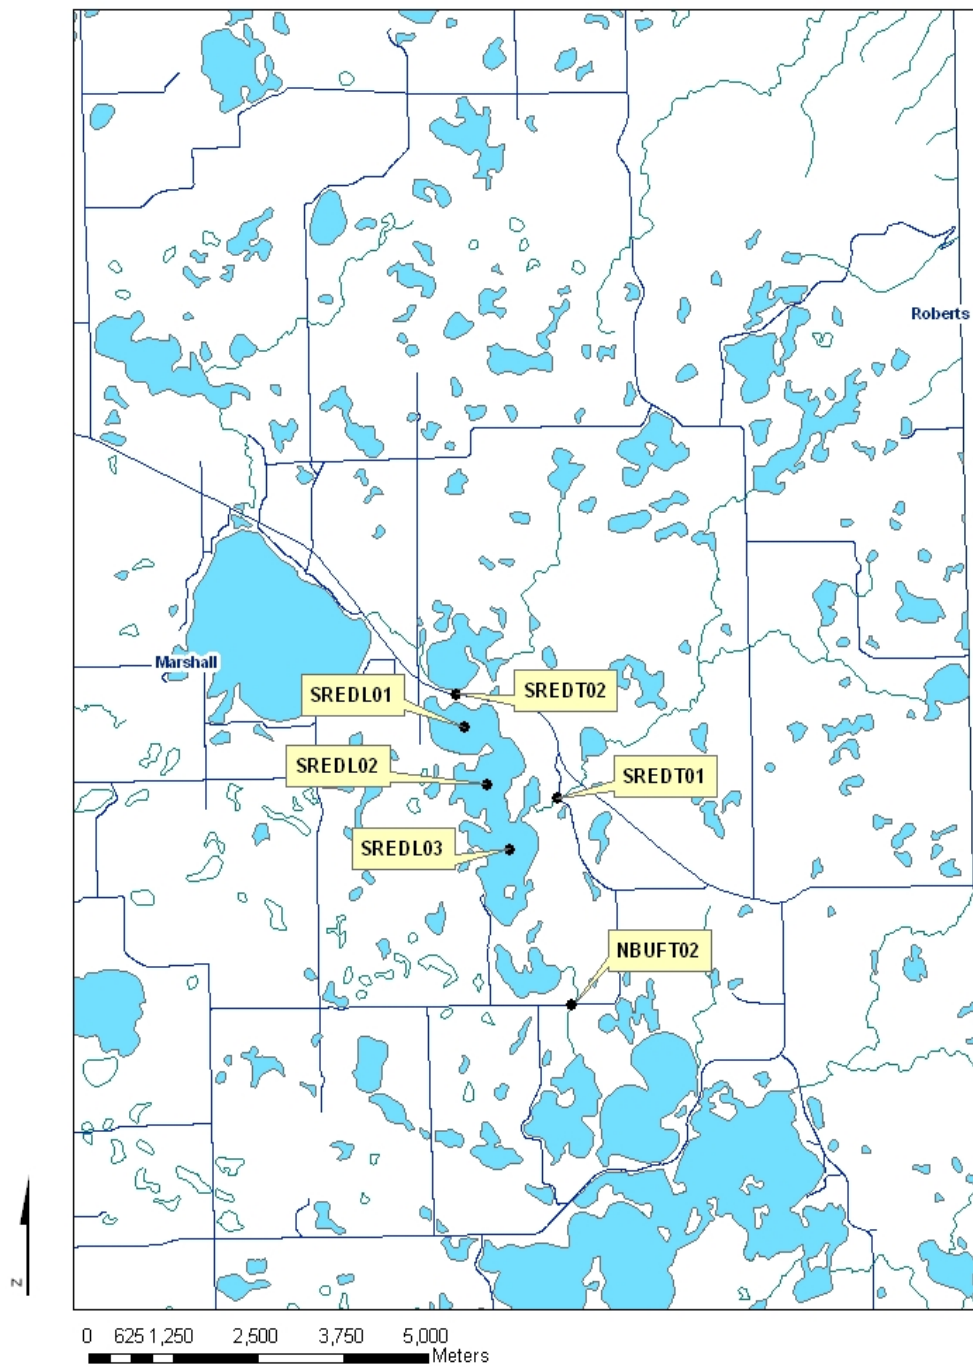 Roberts
Marshall
SREDL01
SREDT02
SREDL02
SREDT01
SREDL03
NBUFT02
N
0 625 1,250 2,500 3,750 5,000
Meters